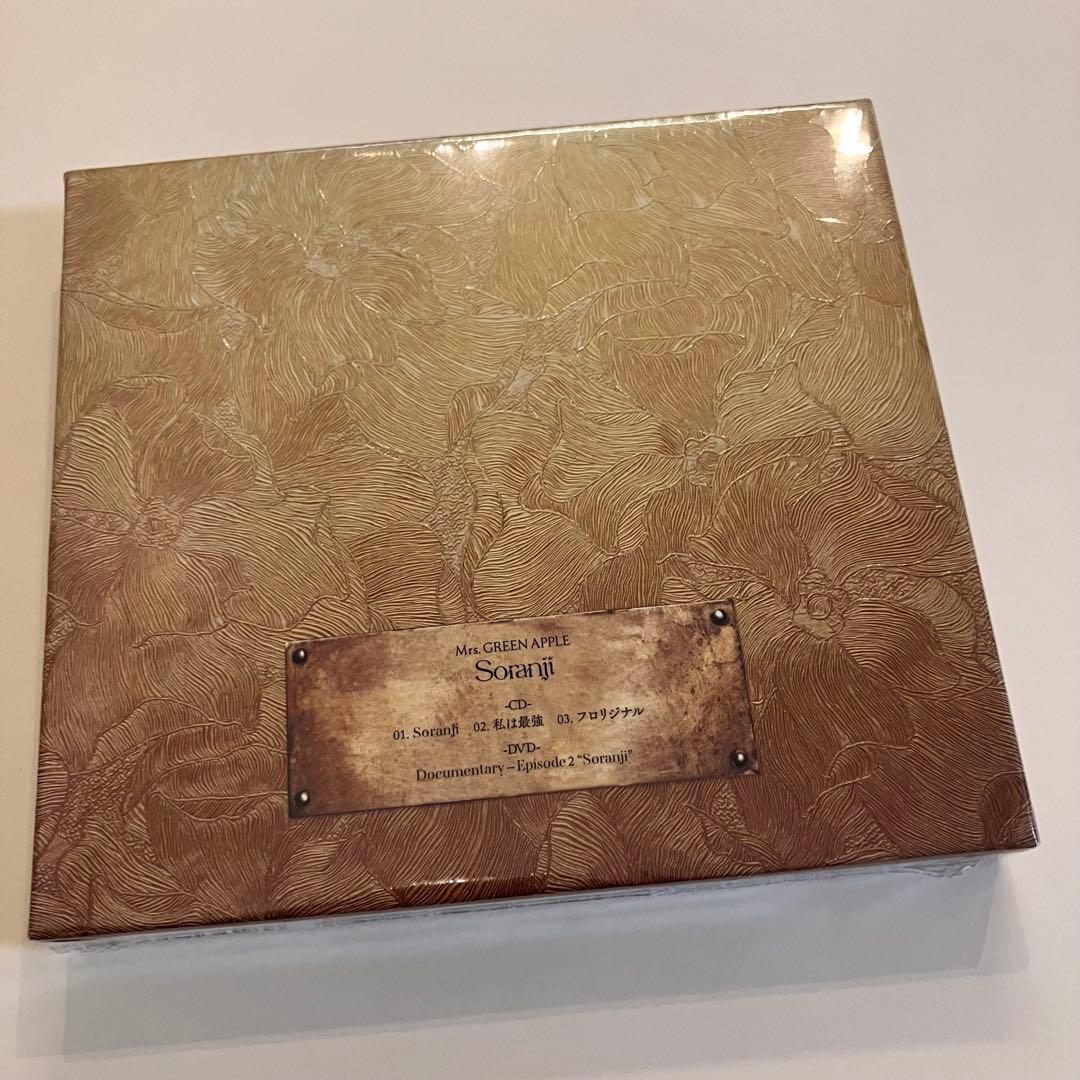 Mrs. GREEN APPLE
Soranji
-CD-
01. Soranji 02. 私は最強 03. フロリジナル
-DVD-
Documentary – Episode 2 “Soranji”